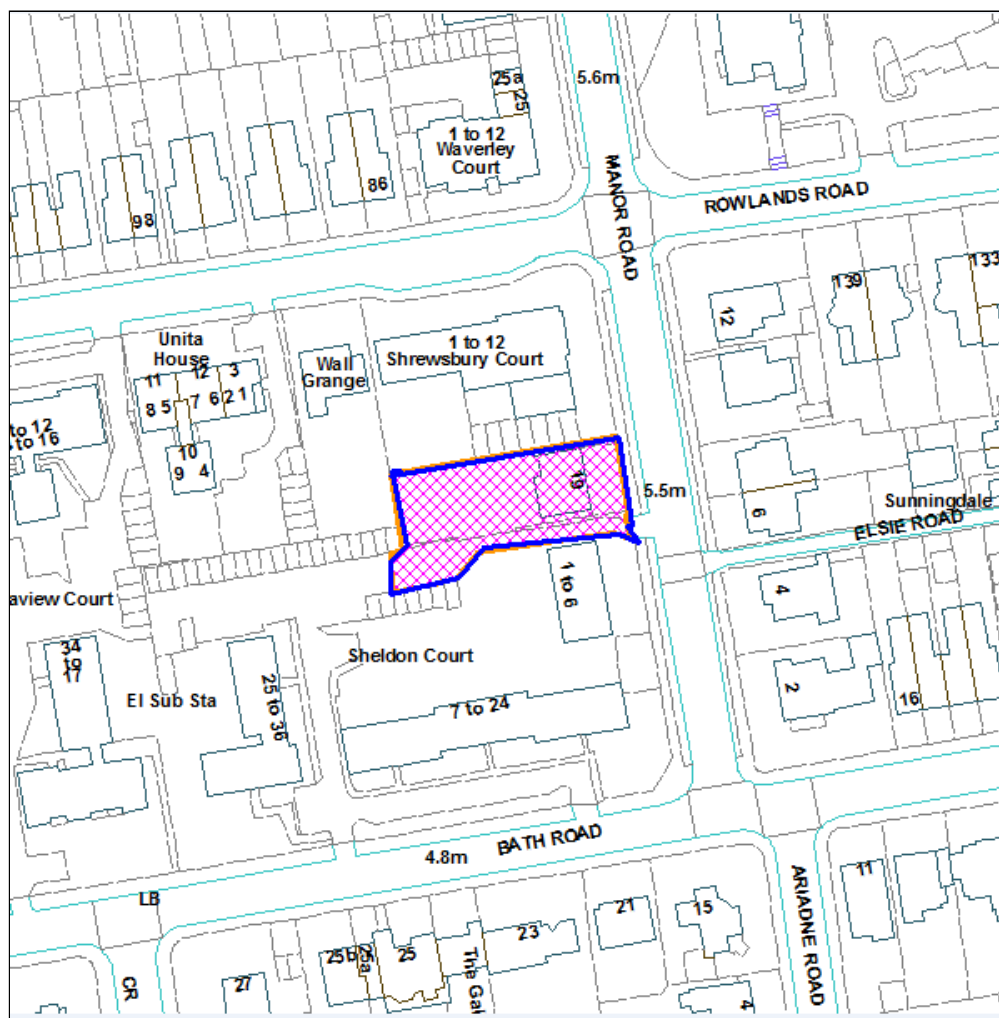 25a
25
5.6m
1 to 12
Waverley
Court
86
98
MANOR ROAD
ROWLANDS ROAD
139
133
12
Unita
House
11
12
3
8
5
7
6
2
1
10
9
4
Wall
Grange
1 to 12
Shrewsbury Court
to 12
to 16
19
5.5m
6
Sunningdale
ELSIE ROAD
4
aview Court
1 to 6
34
to
17
El Sub Sta
25 to 36
Sheldon Court
7 to 24
2
16
BATH ROAD
4.8m
LB
ARIADNE ROAD
11
15
21
23
25b
25a
25
The Gal
27
CR
4